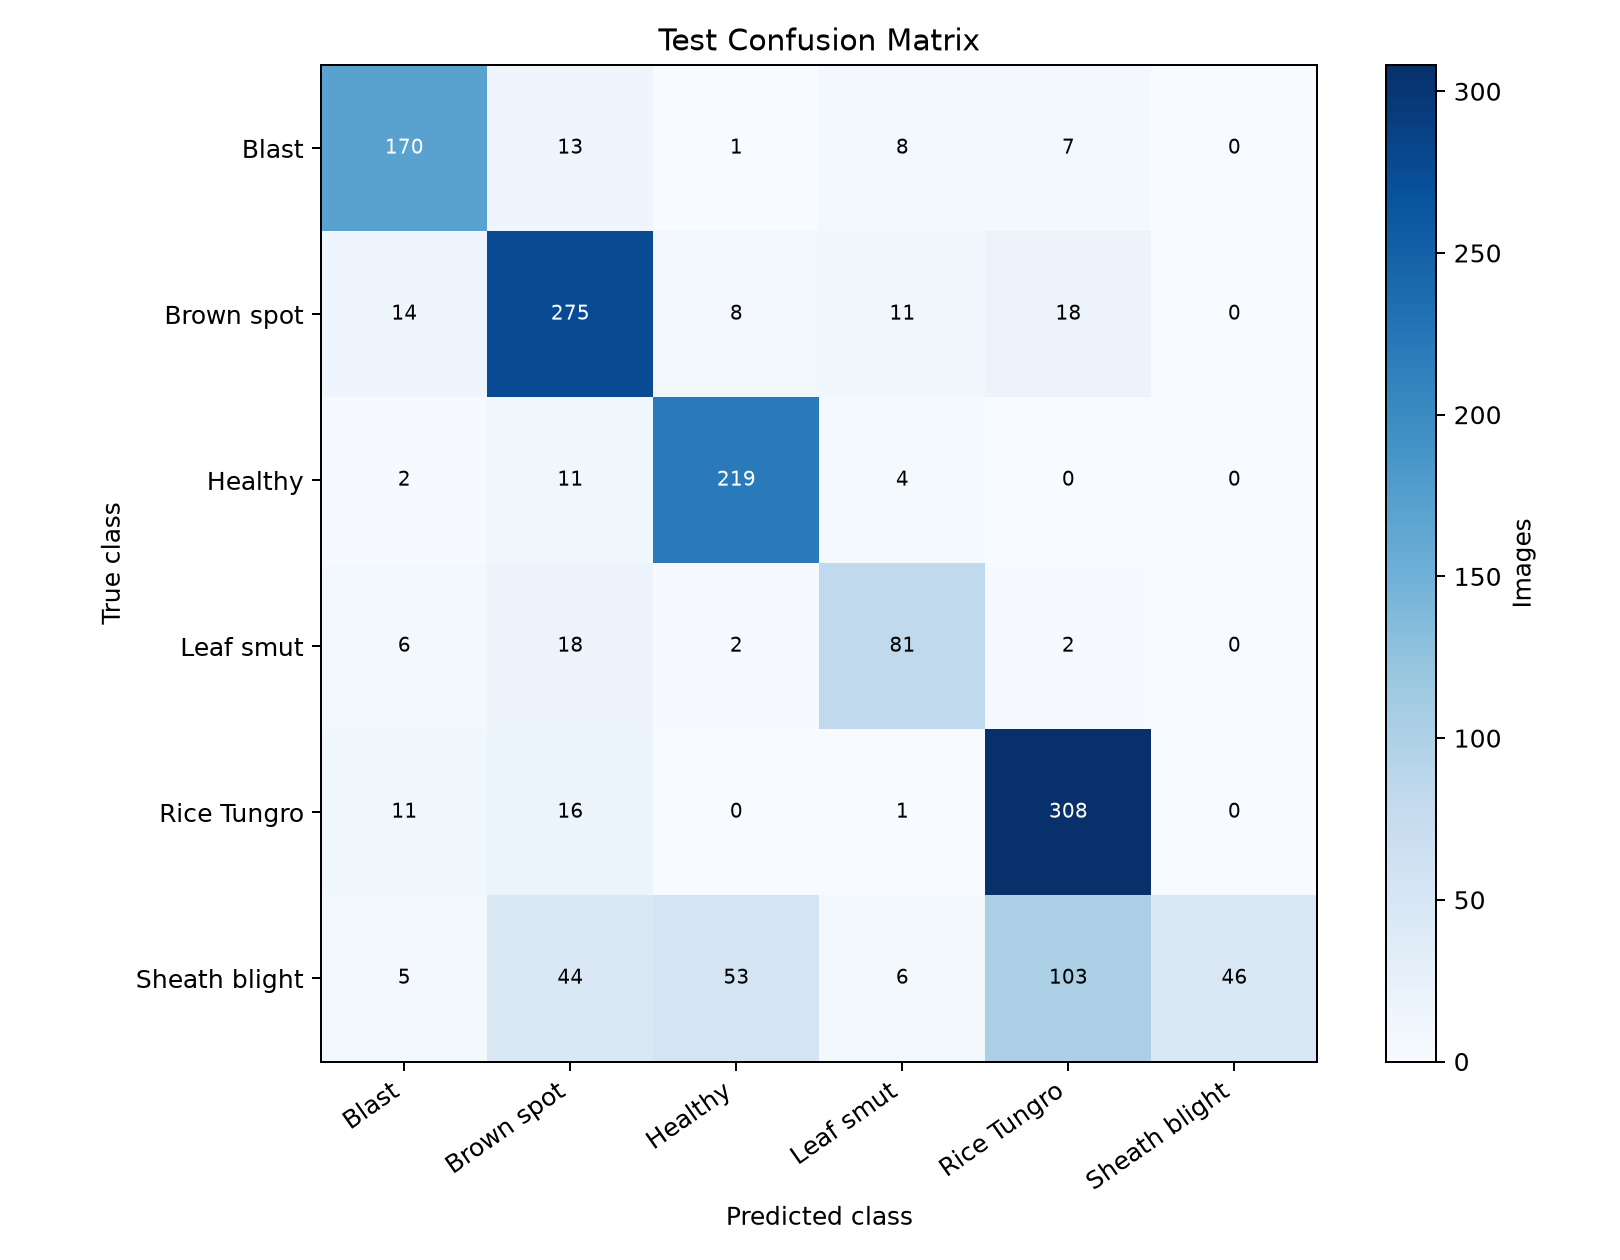 Test Confusion Matrix
Blast 170 13 1 8 7 0
Brown spot 14 275 8 11 18 0
Healthy 2 11 219 4 0 0
Leaf smut 6 18 2 81 2 0
Rice Tungro 11 16 0 1 308 0
Sheath blight 5 44 53 6 103 46
True class
Blast Brown spot Healthy Leaf smut Rice Tungro Sheath blight
Predicted class
300
250
200
150
100
50
0
Images